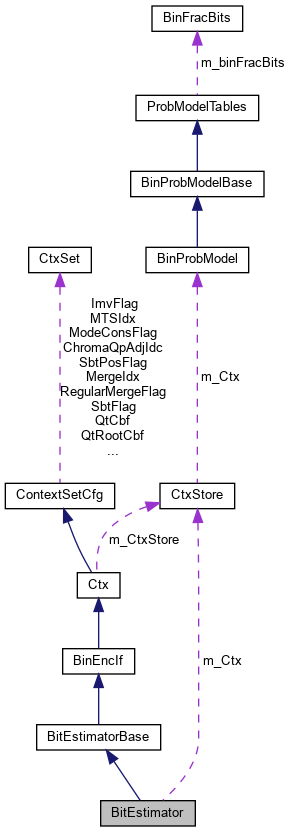 BinFracBits
m_binFracBits
ProbModelTables
BinProbModelBase
CtxSet
BinProbModel
ImvFlag
MTSIdx
ModeConsFlag
ChromaQpAdjIdc
SbtPosFlag
MergeIdx
RegularMergeFlag
SbtFlag
QtCbf
QtRootCbf
...
m_Ctx
ContextSetCfg
CtxStore
m_CtxStore
Ctx
BinEncIf
m_Ctx
BitEstimatorBase
BitEstimator